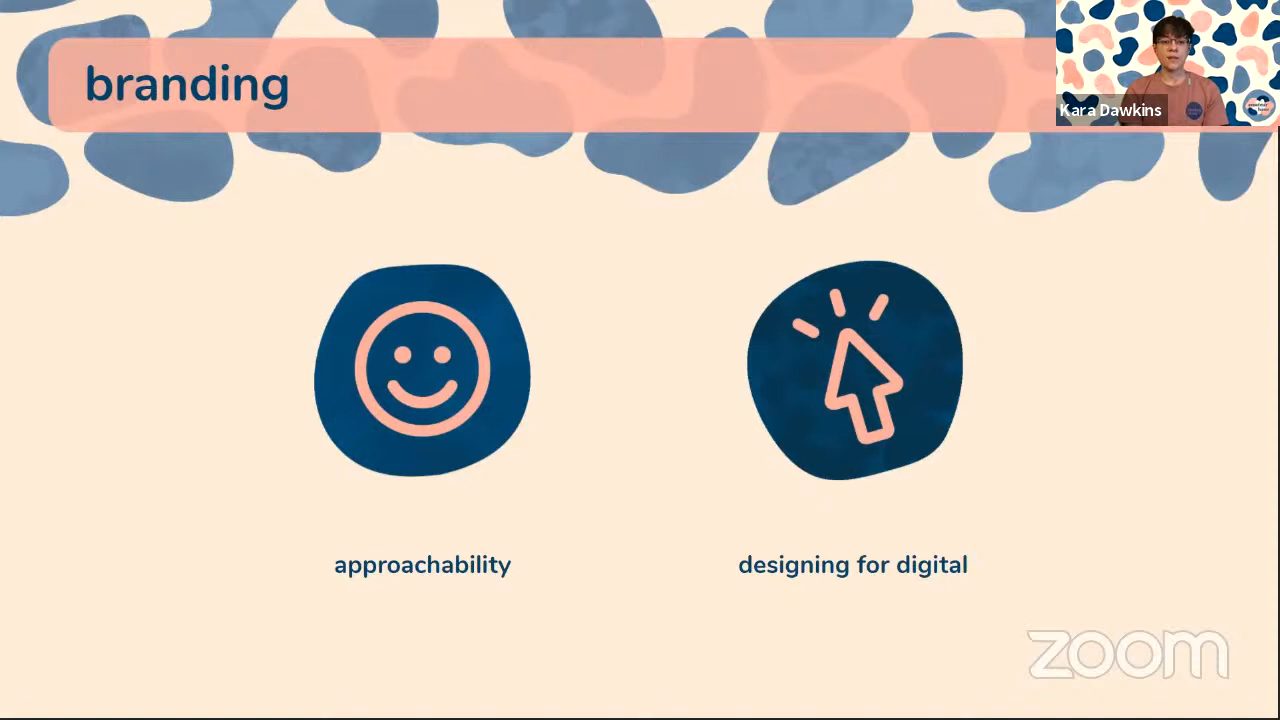 branding
Kara Dawkins
approachability
designing for digital
zoom